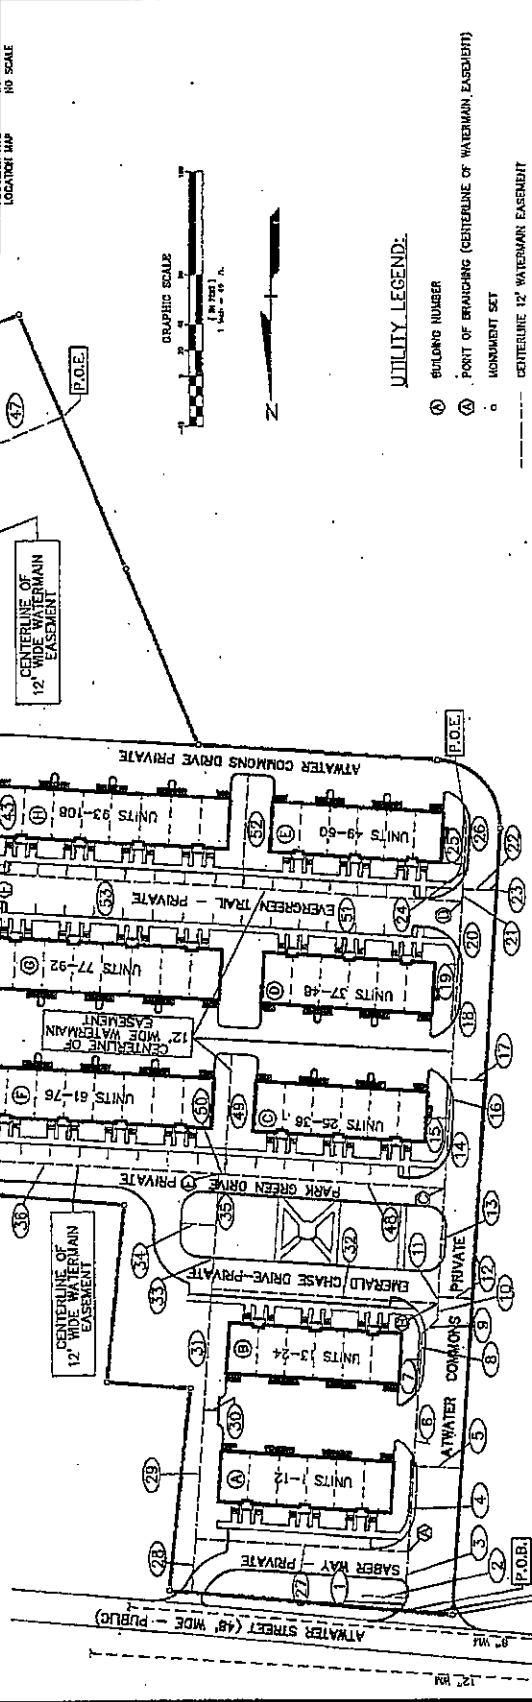 LOCATION MAP NO SCALE
GRAPHIC SCALE
( IN FEET )
N
UTILITY LEGEND:
A BUILDING NUMBER
A POINT OF BRANCHING (CENTERLINE OF WATERMAIN EASEMENT)
MONUMENT SET
CENTERLINE 12' WATERMAIN EASEMENT
47
P.O.E.
CENTERLINE OF
12' WIDE WATERMAIN
EASEMENT
ATWATER COMMONS DRIVE PRIVATE
43
H
UNITS 93-108
52
E
UNITS 49-60
25
26
P.O.E.
22
53
EVERGREEN TRAIL - PRIVATE
51
24
D
23
21
20
G
UNITS 77-92
D
UNITS 37-48
19
18
CENTERLINE OF
12' WIDE WATERMAIN
EASEMENT
17
F
UNITS 61-76
50
49
C
UNITS 25-36
15
16
14
36
PARK GREEN DRIVE PRIVATE
48
C
35
34
13
CENTERLINE OF
12' WIDE WATERMAIN
EASEMENT
33
32
EMERALD CHASE DRIVE-PRIVATE
11
12
10
9
8
B
31
B
UNITS 13-24
7
30
6
ATWATER COMMONS PRIVATE
5
29
A
UNITS 1-12
4
A
3
28
SABER WAY - PRIVATE
27
1
2
P.O.B.
ATWATER STREET (48' WIDE - PUBLIC)
8" WM
12" WM